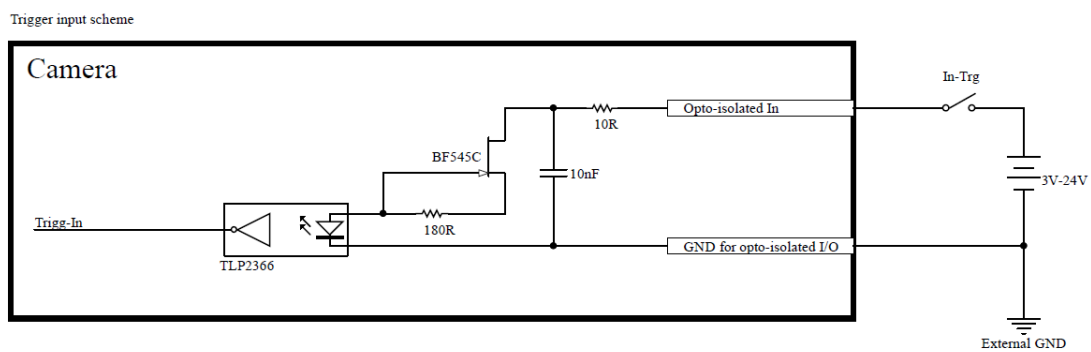 Trigger input scheme
Camera
In-Trg
Opto-isolated In
10R
BF545C
10nF
3V-24V
Trigg-In
180R
GND for opto-isolated I/O
TLP2366
External GND